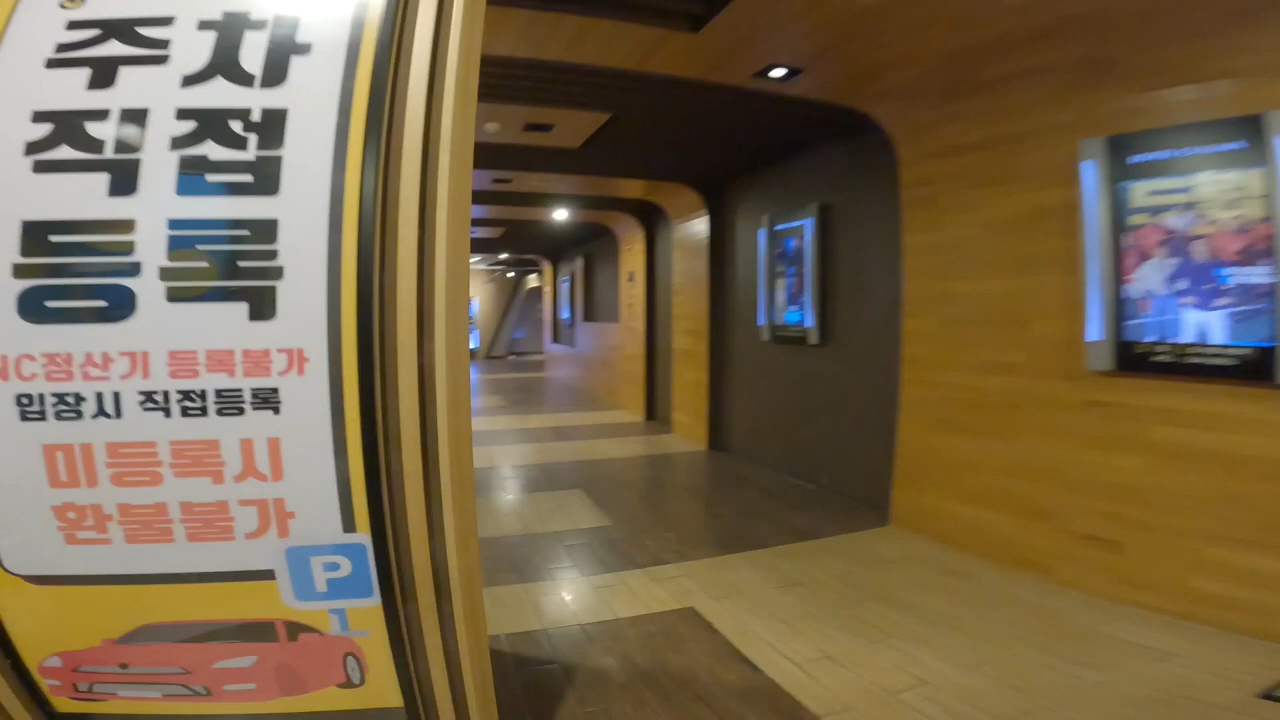 주차
직접
등록
NC정산기 등록불가
입장시 직접등록
미등록시
환불불가
P